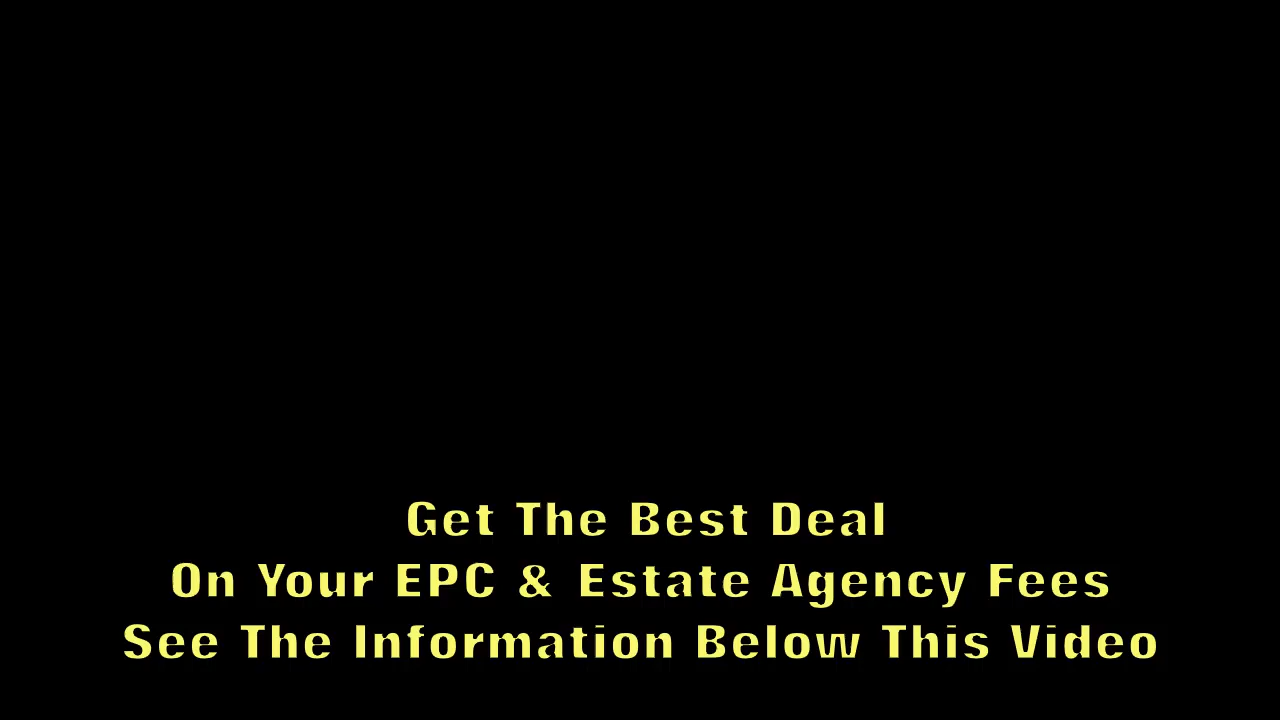 Get The Best Deal
On Your EPC & Estate Agency Fees
See The Information Below This Video